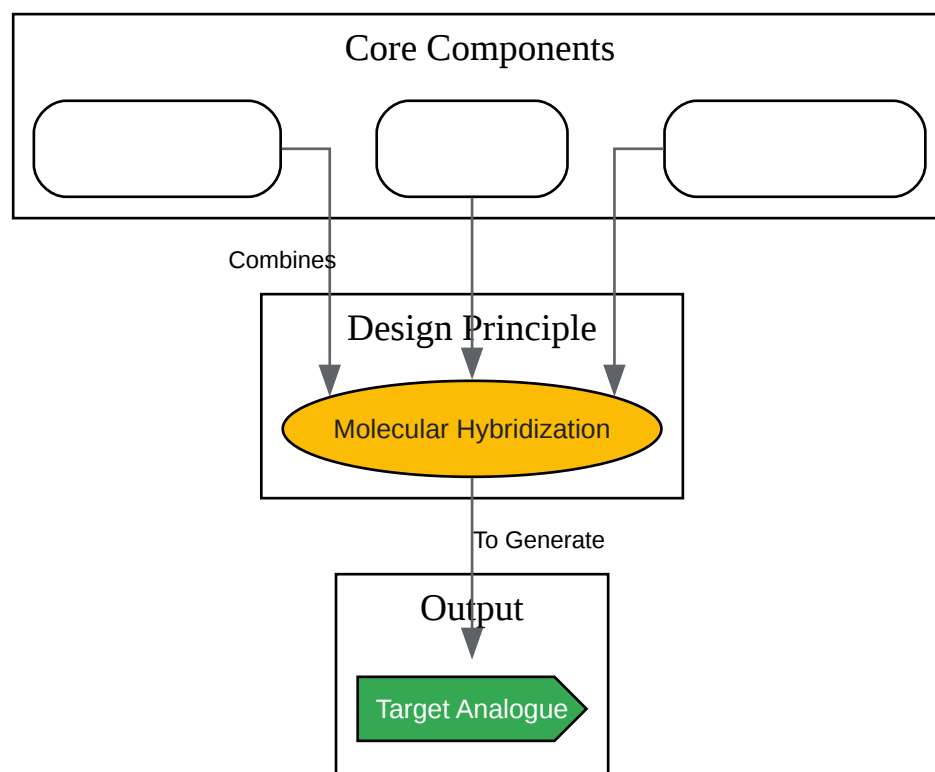 Core Components
Combines
Design Principle
Molecular Hybridization
To Generate
Output
Target Analogue